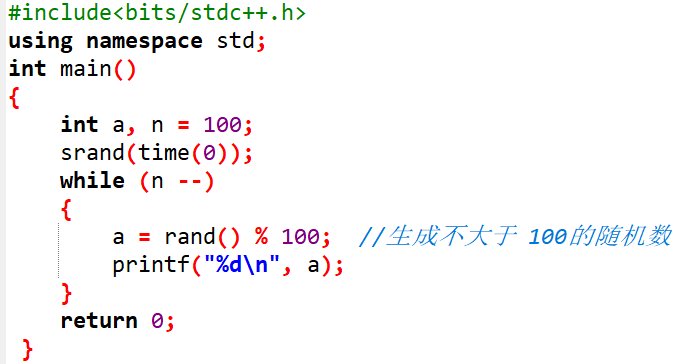 #include<bits/stdc++.h>
using namespace std;
int main()
{
    int a, n = 100;
    srand(time(0));
    while (n --)
    {
        a = rand() % 100;  //生成不大于 100的随机数
        printf("%d\n", a);
    }
    return 0;
}